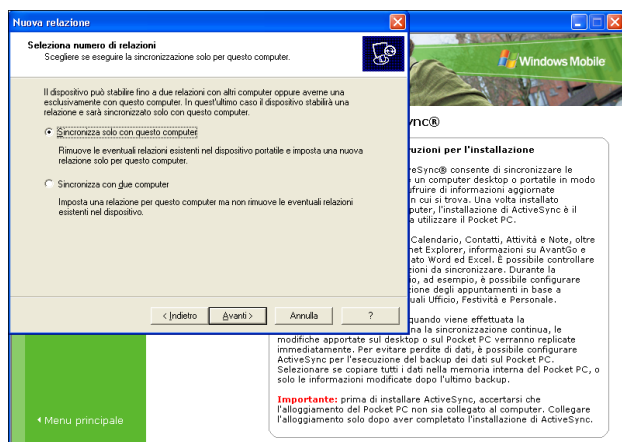 Nuova relazione
Seleziona numero di relazioni
Scegliere se eseguire la sincronizzazione solo per questo computer.
Il dispositivo può stabilire fino a due relazioni con altri computer oppure averne una
esclusivamente con questo computer. In quest'ultimo caso il dispositivo stabilirà una
relazione e sarà sincronizzato solo con questo computer.
Sincronizza solo con questo computer
Rimuove le eventuali relazioni esistenti nel dispositivo portatile e imposta una nuova
relazione solo per questo computer.
Sincronizza con due computer
Imposta una relazione per questo computer ma non rimuove le eventuali relazioni
esistenti nel dispositivo.
< Indietro
Avanti >
Annulla
?
Windows Mobile
nc®
uzioni per l'installazione
eSync® consente di sincronizzare le
un computer desktop o portatile in modo
ufruire di informazioni aggiornate
n cui si trova. Una volta installato
puter, l'installazione di ActiveSync è il
a utilizzare il Pocket PC.
Calendario, Contatti, Attività e Note, oltre
net Explorer, informazioni su AvantGo e
ato Word ed Excel. È possibile controllare
zioni da sincronizzare. Durante la
io, ad esempio, è possibile configurare
zione degli appuntamenti in base a
uali Ufficio, Festività e Personale.
quando viene effettuata la
na la sincronizzazione continua, le
modifiche apportate sul desktop o sul Pocket PC verranno replicate
immediatamente. Per evitare perdite di dati, è possibile configurare
ActiveSync per l'esecuzione del backup dei dati sul Pocket PC.
Selezionare se copiare tutti i dati nella memoria interna del Pocket PC, o
solo le informazioni modificate dopo l'ultimo backup.
Importante: prima di installare ActiveSync, accertarsi che
l'alloggiamento del Pocket PC non sia collegato al computer. Collegare
l'alloggiamento solo dopo aver completato l'installazione di ActiveSync.
Menu principale